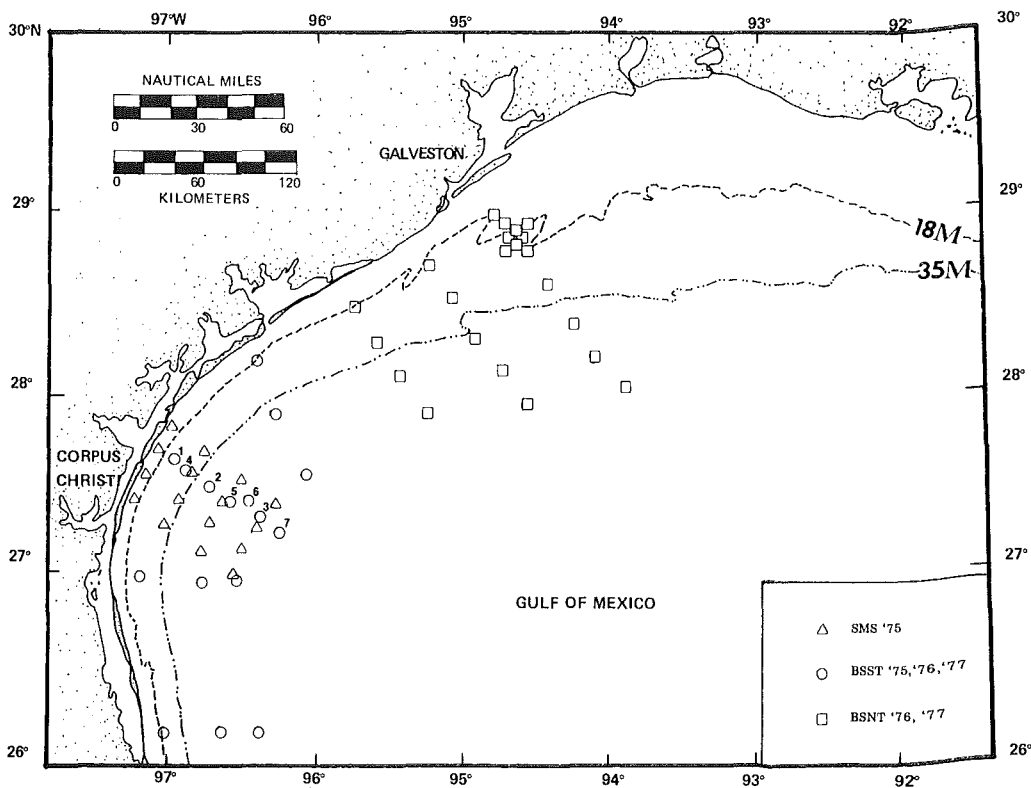 30°N
97°W
96°
95°
94°
93°
92°
30°
NAUTICAL MILES
0
30
60
0
60
120
KILOMETERS
GALVESTON
29°
29°
18M
35M
28°
28°
CORPUS
CHRISTI
1
4
2
5
6
3
7
27°
27°
GULF OF MEXICO
SMS '75
BSST '75,'76,'77
BSNT '76, '77
26°
26°
97°
96°
95°
94°
93°
92°